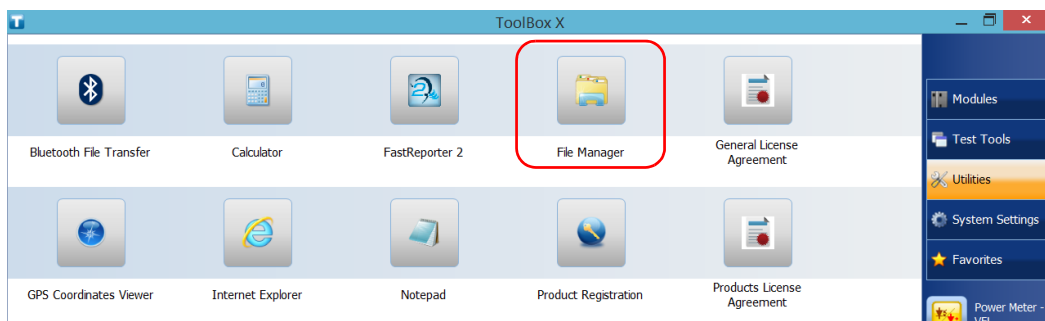 ToolBox X
Bluetooth File Transfer
Calculator
FastReporter 2
File Manager
General License
Agreement
GPS Coordinates Viewer
Internet Explorer
Notepad
Product Registration
Products License
Agreement
Modules
Test Tools
Utilities
System Settings
Favorites
Power Meter -
VFL